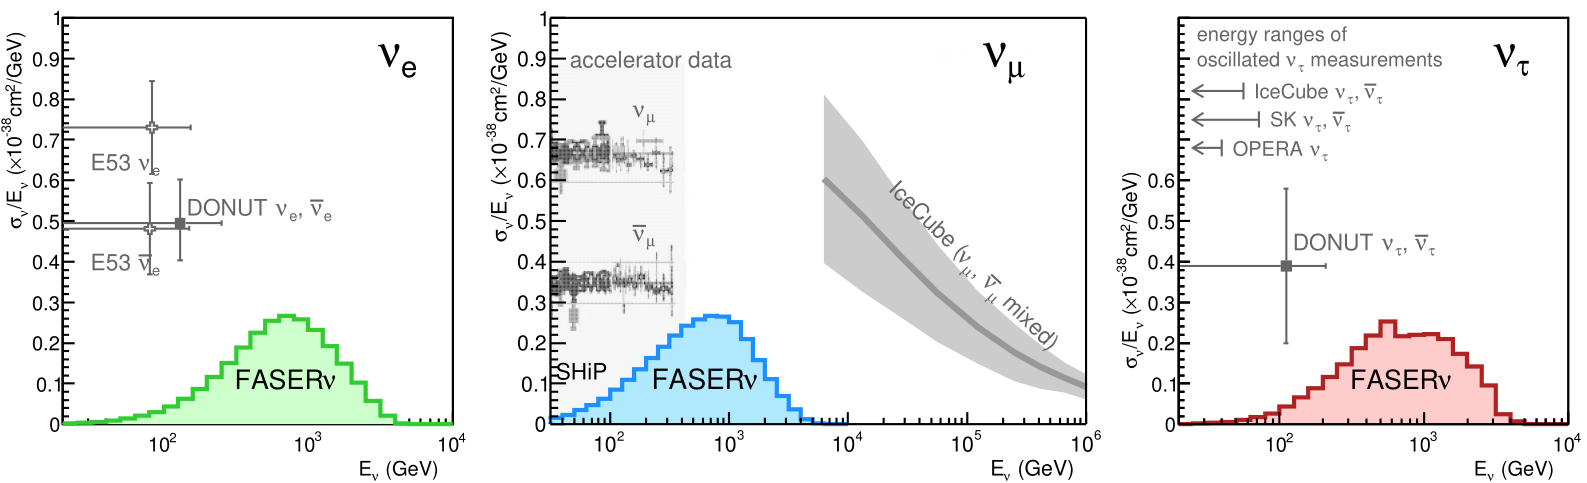 1
0.9
0.8
0.7
0.6
0.5
0.4
0.3
0.2
0.1
0
σν/Eν (×10-38cm2/GeV)
νe
E53 νe
DONUT νe, ν̅e
E53 ν̅e
FASERν
102
103
104
Eν (GeV)
1
0.9
0.8
0.7
0.6
0.5
0.4
0.3
0.2
0.1
0
σν/Eν (×10-38cm2/GeV)
νμ
accelerator data
νμ
ν̅μ
IceCube (νμ, ν̅μ mixed)
SHiP
FASERν
102
103
104
105
106
Eν (GeV)
0.6
0.5
0.4
0.3
0.2
0.1
0
σν/Eν (×10-38cm2/GeV)
ντ
energy ranges of
oscillated ντ measurements
IceCube ντ, ν̅τ
SK ντ, ν̅τ
OPERA ντ
DONUT ντ, ν̅τ
FASERν
102
103
104
Eν (GeV)